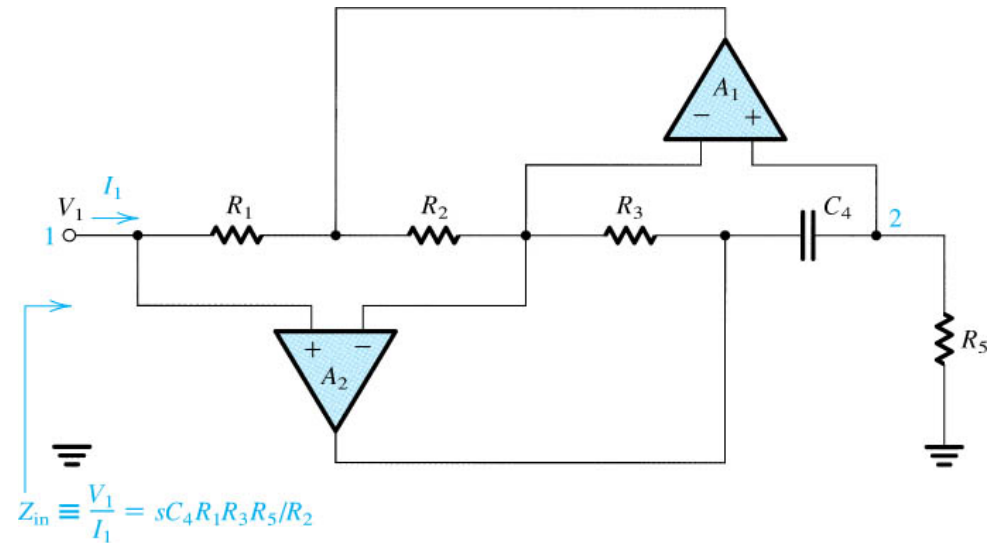 A₁
− +
I₁
V₁ R₁ R₂ R₃ C₄
1 2
+ −
A₂
R₅
Zᵢₙ ≡ V₁/I₁ = sC₄R₁R₃R₅/R₂